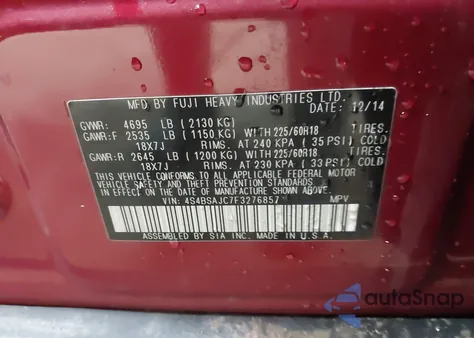 MFD. BY FUJI HEAVY INDUSTRIES LTD.
DATE: 12/14
GVWR: 4695 LB (2130 KG)
GAWR:F 2535 LB (1150 KG) WITH 225/60R18 TIRES.
18X7J RIMS. AT 240 KPA (35 PSI) COLD
GAWR:R 2645 LB (1200 KG) WITH 225/60R18 TIRES.
18X7J RIMS. AT 230 KPA (33 PSI) COLD
THIS VEHICLE CONFORMS TO ALL APPLICABLE FEDERAL MOTOR
VEHICLE SAFETY AND THEFT PREVENTION STANDARDS IN
EFFECT ON THE DATE OF MANUFACTURE SHOWN ABOVE.
VIN: 4S4BSAJC7F3276857 MPV
ASSEMBLED BY SIA INC. MADE IN U.S.A.
autoSnap